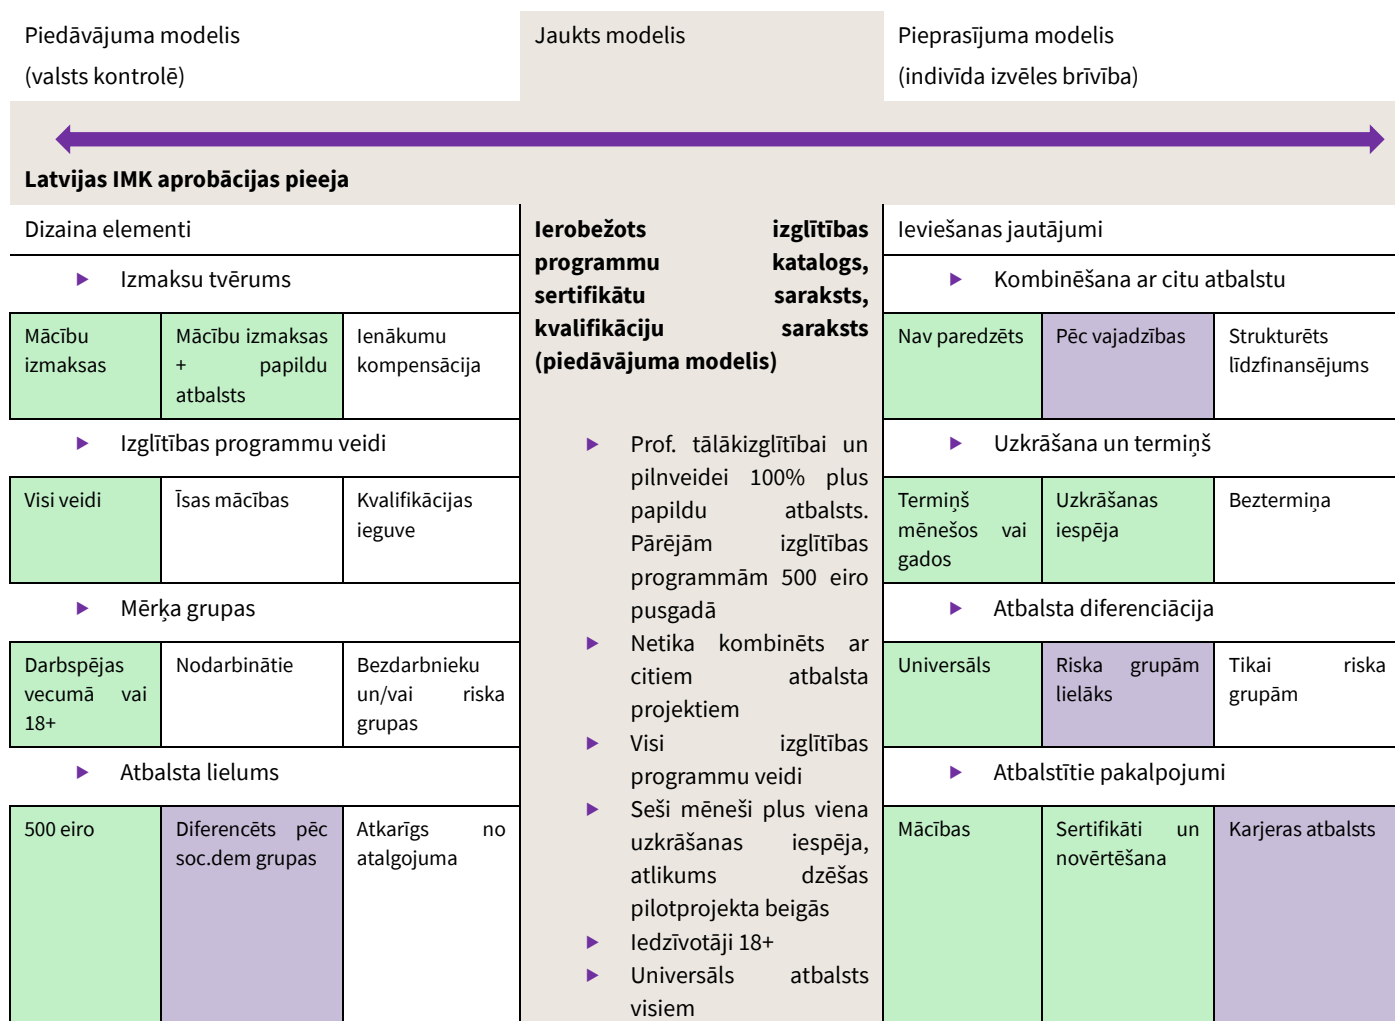 Piedāvājuma modelis
(valsts kontrolē)
Jaukts modelis
Pieprasījuma modelis
(indivīda izvēles brīvība)
Latvijas IMK aprobācijas pieeja
Dizaina elementi
Izmaksu tvērums
Mācību
izmaksas
Mācību izmaksas
+ papildu
atbalsts
Ienākumu
kompensācija
Izglītības programmu veidi
Visi veidi
Īsas mācības
Kvalifikācijas
ieguve
Mērķa grupas
Darbspējas
vecumā vai
18+
Nodarbinātie
Bezdarbnieku
un/vai riska
grupas
Atbalsta lielums
500 eiro
Diferencēts pēc
soc.dem grupas
Atkarīgs no
atalgojuma
Ierobežots izglītības
programmu katalogs,
sertifikātu saraksts,
kvalifikāciju saraksts
(piedāvājuma modelis)
Prof. tālākizglītībai un
pilnveidei 100% plus
papildu atbalsts.
Pārējām izglītības
programmām 500 eiro
pusgadā
Netika kombinēts ar
citiem atbalsta
projektiem
Visi izglītības
programmu veidi
Seši mēneši plus viena
uzkrāšanas iespēja,
atlikums dzēšas
pilotprojekta beigās
Iedzīvotāji 18+
Universāls atbalsts
visiem
Ieviešanas jautājumi
Kombinēšana ar citu atbalstu
Nav paredzēts
Pēc vajadzības
Strukturēts
līdzfinansējums
Uzkrāšana un termiņš
Termiņš
mēnešos vai
gados
Uzkrāšanas
iespēja
Beztermiņa
Atbalsta diferenciācija
Universāls
Riska grupām
lielāks
Tikai riska
grupām
Atbalstītie pakalpojumi
Mācības
Sertifikāti un
novērtēšana
Karjeras atbalsts